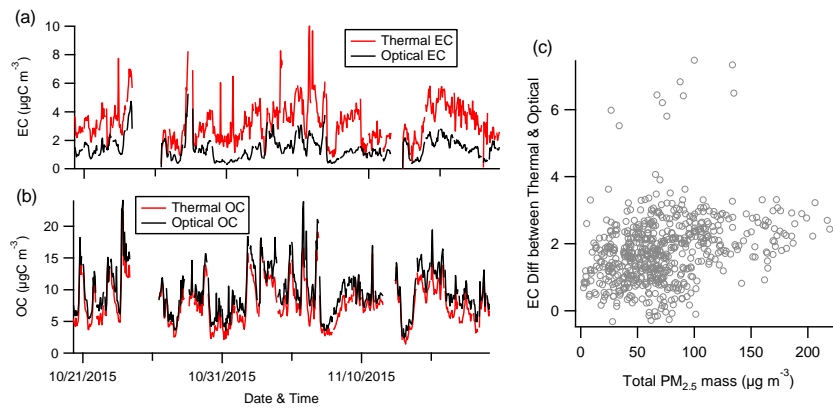 (a)
10
8
6
4
2
0
EC (µgC m⁻³)
Thermal EC
Optical EC
(b)
20
15
10
5
0
OC (µgC m⁻³)
Thermal OC
Optical OC
10/21/2015
10/31/2015
11/10/2015
Date & Time
(c)
6
4
2
0
EC Diff between Thermal & Optical
0
50
100
150
200
Total PM₂.₅ mass (µg m⁻³)